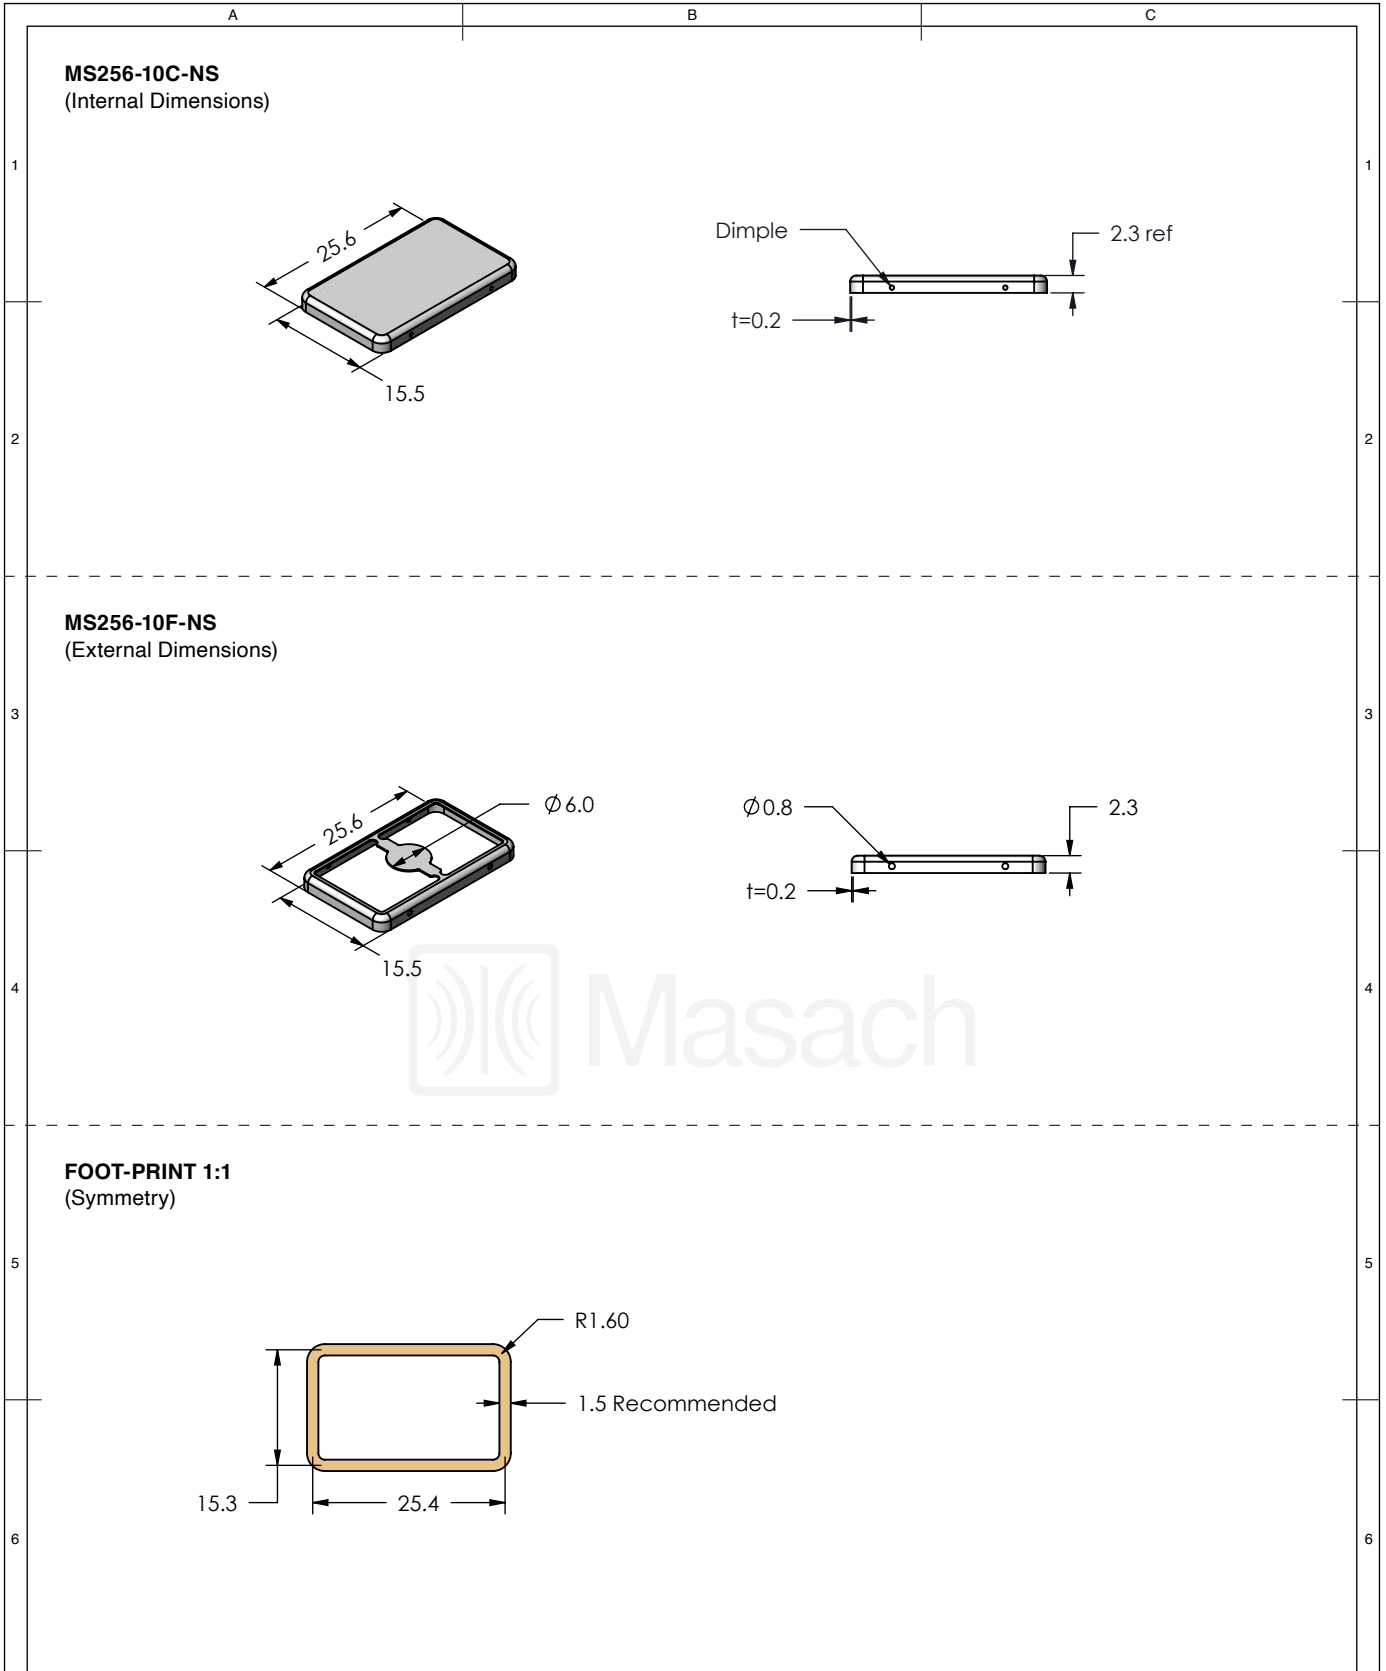 A
B
C
MS256-10C-NS
(Internal Dimensions)
1
1
25.6
15.5
Dimple
2.3 ref
t=0.2
2
2
MS256-10F-NS
(External Dimensions)
3
3
25.6
∅6.0
15.5
∅0.8
2.3
t=0.2
Masach
4
4
FOOT-PRINT 1:1
(Symmetry)
5
5
R1.60
1.5 Recommended
15.3
25.4
6
6